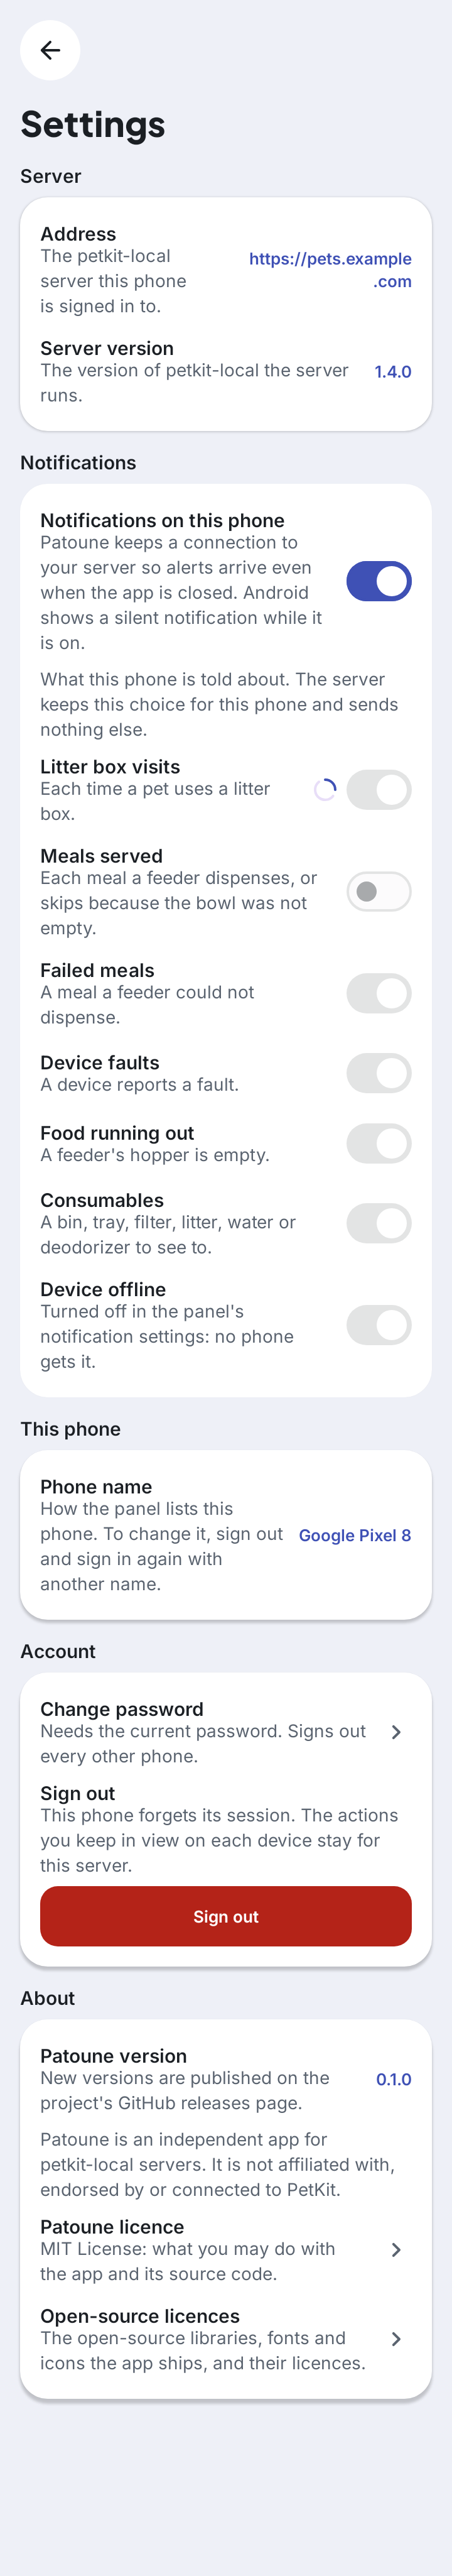 Settings
Server
Address
The petkit-local
server this phone
is signed in to.
https://pets.example
.com
Server version
The version of petkit-local the server
runs.
1.4.0
Notifications
Notifications on this phone
Patoune keeps a connection to
your server so alerts arrive even
when the app is closed. Android
shows a silent notification while it
is on.
What this phone is told about. The server
keeps this choice for this phone and sends
nothing else.
Litter box visits
Each time a pet uses a litter
box.
Meals served
Each meal a feeder dispenses, or
skips because the bowl was not
empty.
Failed meals
A meal a feeder could not
dispense.
Device faults
A device reports a fault.
Food running out
A feeder's hopper is empty.
Consumables
A bin, tray, filter, litter, water or
deodorizer to see to.
Device offline
Turned off in the panel's
notification settings: no phone
gets it.
This phone
Phone name
How the panel lists this
phone. To change it, sign out
and sign in again with
another name.
Google Pixel 8
Account
Change password
Needs the current password. Signs out
every other phone.
Sign out
This phone forgets its session. The actions
you keep in view on each device stay for
this server.
Sign out
About
Patoune version
New versions are published on the
project's GitHub releases page.
0.1.0
Patoune is an independent app for
petkit-local servers. It is not affiliated with,
endorsed by or connected to PetKit.
Patoune licence
MIT License: what you may do with
the app and its source code.
Open-source licences
The open-source libraries, fonts and
icons the app ships, and their licences.